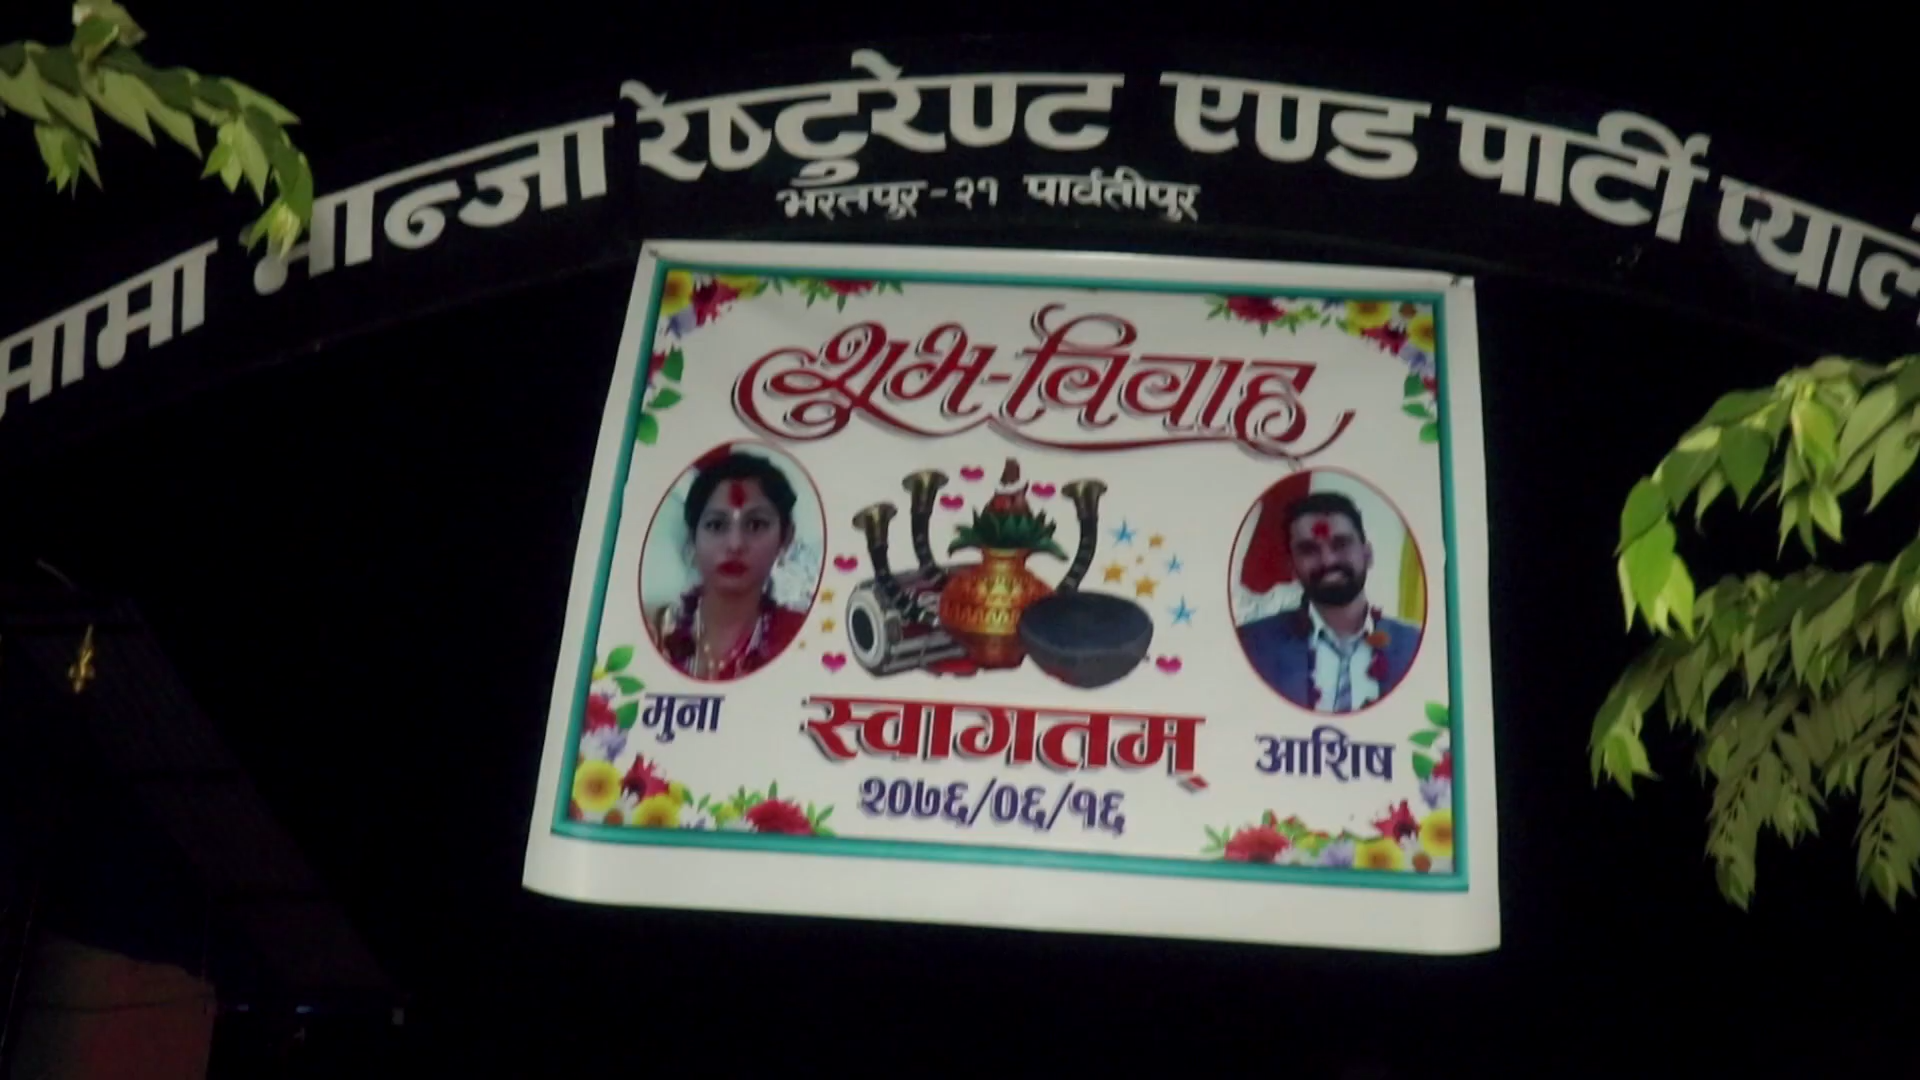 मामा भान्जा रेष्टुरेण्ट एण्ड पार्टी
भरतपुर-२१ पार्वतीपुर
शुभ-विवाह
मुना
स्वागतम्
आशिष
२०७६/०६/१६